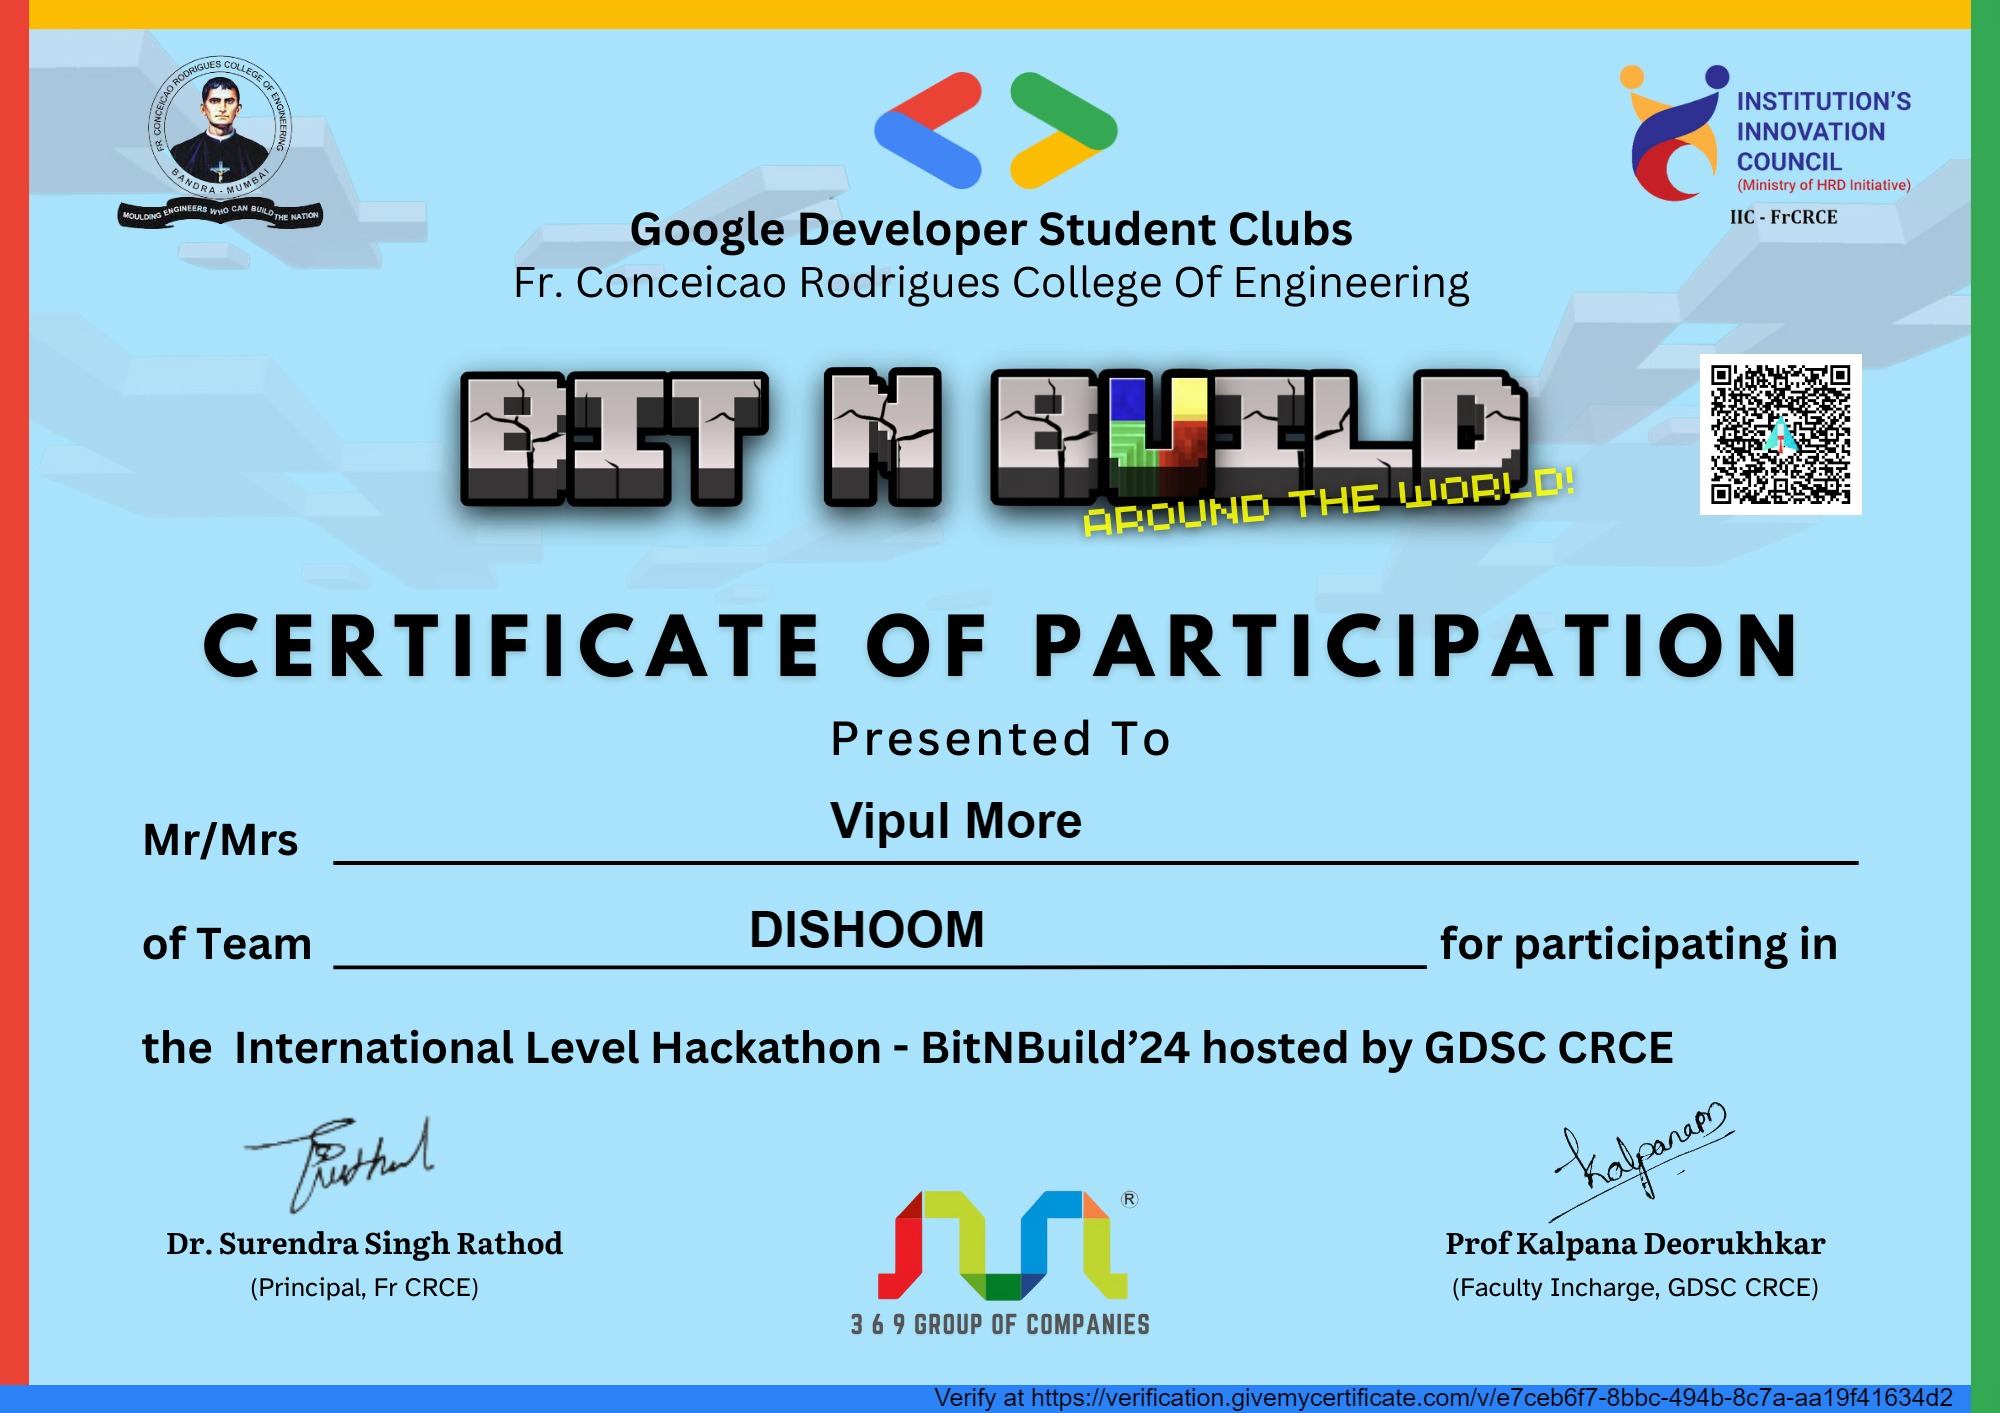 FR. CONCEICAO RODRIGUES COLLEGE OF ENGINEERING
BANDRA - MUMBAI
MOULDING ENGINEERS WHO CAN BUILD THE NATION
INSTITUTION'S
INNOVATION
COUNCIL
(Ministry of HRD Initiative)
IIC - FrCRCE
Google Developer Student Clubs
Fr. Conceicao Rodrigues College Of Engineering
BIT N BUILD
AROUND THE WORLD!
CERTIFICATE OF PARTICIPATION
Presented To
Mr/Mrs Vipul More
of Team DISHOOM for participating in
the International Level Hackathon - BitNBuild’24 hosted by GDSC CRCE
Kalpanapn
Dr. Surendra Singh Rathod
(Principal, Fr CRCE)
®
3 6 9 GROUP OF COMPANIES
Prof Kalpana Deorukhkar
(Faculty Incharge, GDSC CRCE)
Verify at https://verification.givemycertificate.com/v/e7ceb6f7-8bbc-494b-8c7a-aa19f41634d2